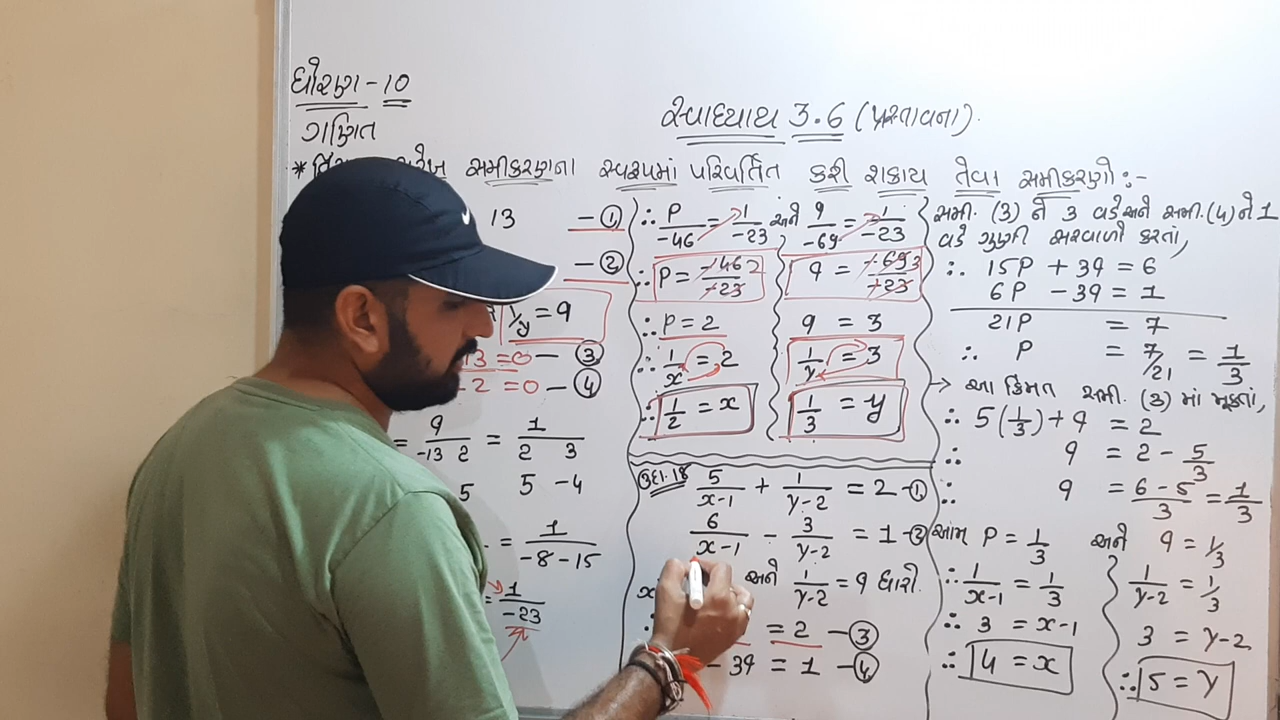 ધોરણ - 10
ગણિત
સ્વાધ્યાય 3.6 (પ્રસ્તાવના).
* સમીકરણના સ્વરૂપમાં પરિવર્તિત કરી શકાય તેવા સમીકરણો :-
13 - ①
- ②
1/y = q
13 = 0 - ③
- 2 = 0 - ④
= q/-13 2 = 1/2 3
5 5 -4
= 1/-8-15
= 1/-23
∴ P/-46 = 1/-23 અને q/-69 = 1/-23
∴ P = -46 2/-23 q = -69 3/-23
∴ P = 2 q = 3
∴ 1/x = 2 1/y = 3
∴ 1/2 = x 1/3 = y
ઉદા.18 5/x-1 + 1/y-2 = 2 - ①
6/x-1 - 3/y-2 = 1 - ②
અને 1/y-2 = q ધારો.
= 2 - ③
- 3q = 1 - ④
સમી. (3) ને 3 વડે અને સમી. (4) ને 1
વડે ગુણી સરવાળો કરતાં,
∴ 15P + 3q = 6
6P - 3q = 1
21P = 7
∴ P = 7/21 = 1/3
→ આ કિંમત સમી. (3) માં મૂકતાં,
∴ 5(1/3) + q = 2
∴ q = 2 - 5/3
∴ q = 6-5/3 = 1/3
આમ P = 1/3 અને q = 1/3
∴ 1/x-1 = 1/3 1/y-2 = 1/3
∴ 3 = x-1 3 = y-2
∴ 4 = x ∴ 5 = y